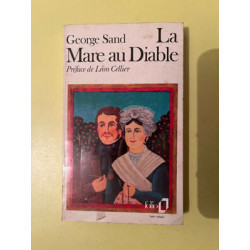 George Sand
La
Mare au Diable
Préface de Léon Cellier
folio